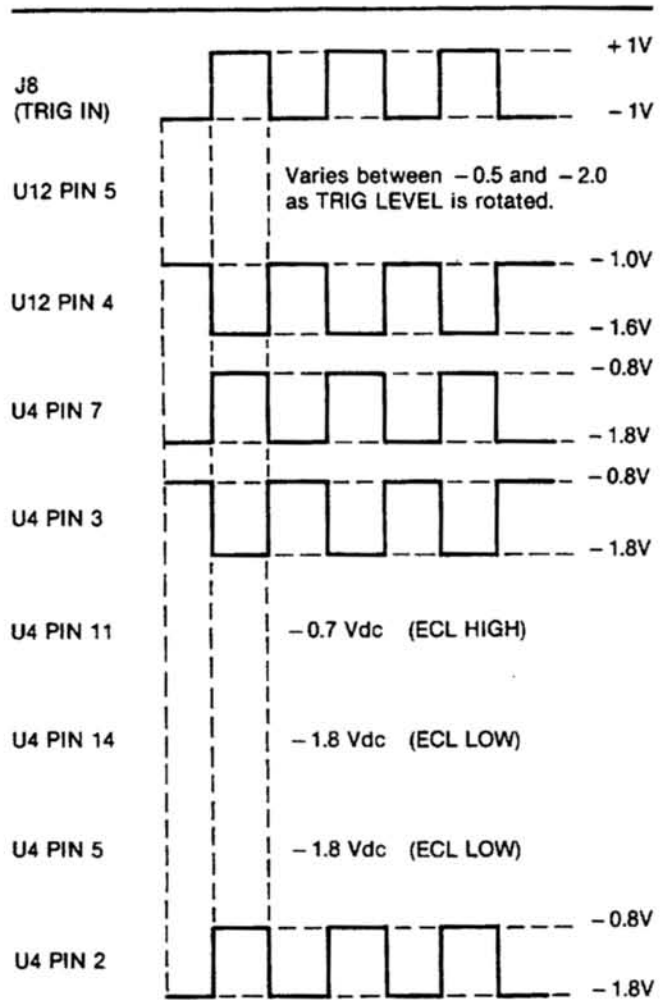 + 1V
J8
(TRIG IN)
– 1V
U12 PIN 5
Varies between – 0.5 and – 2.0
as TRIG LEVEL is rotated.
– 1.0V
U12 PIN 4
– 1.6V
– 0.8V
U4 PIN 7
– 1.8V
– 0.8V
U4 PIN 3
– 1.8V
U4 PIN 11
– 0.7 Vdc (ECL HIGH)
U4 PIN 14
– 1.8 Vdc (ECL LOW)
U4 PIN 5
– 1.8 Vdc (ECL LOW)
– 0.8V
U4 PIN 2
– 1.8V